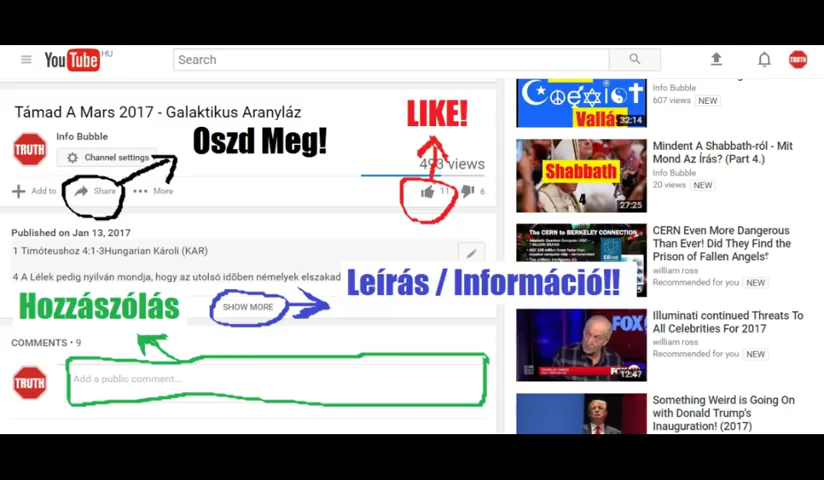 YouTube HU
Search
TRUTH
Támad A Mars 2017 - Galaktikus Aranyláz
Info Bubble
TRUTH
Channel settings
Oszd Meg!
LIKE!
493 views
Add to
Share
More
11
6
Published on Jan 13, 2017
1 Timóteushoz 4:1-3Hungarian Károli (KAR)
4 A Lélek pedig nyilván mondja, hogy az utolsó időben némelyek elszakad
Leírás / Információ!!
Hozzászólás
SHOW MORE
COMMENTS • 9
TRUTH
Add a public comment...
Coexist
Vallás
32:14
Info Bubble
607 views NEW
Shabbath
27:25
Mindent A Shabbath-ról - Mit
Mond Az Írás? (Part 4.)
Info Bubble
20 views NEW
The CERN to BERKELEY CONNECTION
CERN Even More Dangerous
Than Ever! Did They Find the
Prison of Fallen Angels"
william ross
Recommended for you NEW
FOX
12:47
Illuminati continued Threats To
All Celebrities For 2017
william ross
Recommended for you NEW
Something Weird is Going On
with Donald Trump's
Inauguration! (2017)